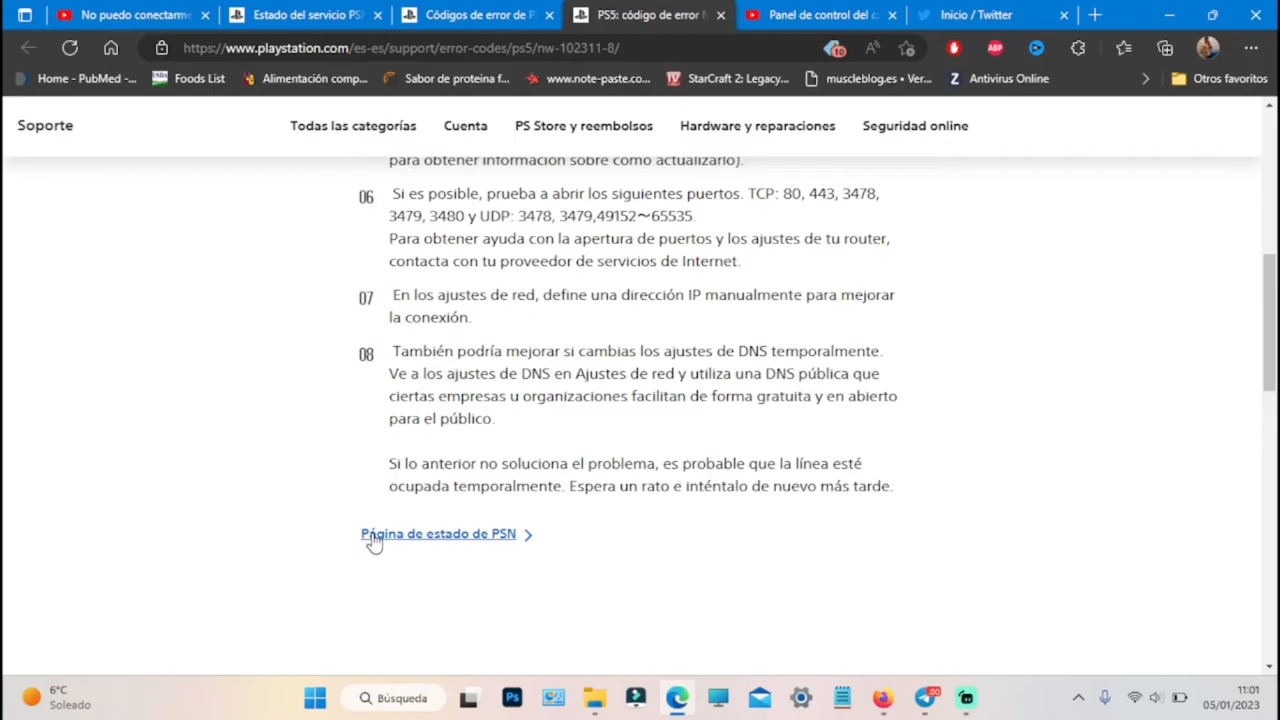 No puedo conectarme
Estado del servicio PSN
Códigos de error de P
PS5: código de error N
Panel de control del ca
Inicio / Twitter
https://www.playstation.com/es-es/support/error-codes/ps5/nw-102311-8/
10
ABP
Home - PubMed -...
Foods List
Alimentación comp...
Sabor de proteina f...
www.note-paste.co...
StarCraft 2: Legacy...
muscleblog.es • Ver...
Antivirus Online
Otros favoritos
Soporte
Todas las categorías
Cuenta
PS Store y reembolsos
Hardware y reparaciones
Seguridad online
para obtener información sobre cómo actualizarlo).
06 Si es posible, prueba a abrir los siguientes puertos. TCP: 80, 443, 3478,
3479, 3480 y UDP: 3478, 3479,49152～65535.
Para obtener ayuda con la apertura de puertos y los ajustes de tu router,
contacta con tu proveedor de servicios de Internet.
07 En los ajustes de red, define una dirección IP manualmente para mejorar
la conexión.
08 También podría mejorar si cambias los ajustes de DNS temporalmente.
Ve a los ajustes de DNS en Ajustes de red y utiliza una DNS pública que
ciertas empresas u organizaciones facilitan de forma gratuita y en abierto
para el público.
Si lo anterior no soluciona el problema, es probable que la línea esté
ocupada temporalmente. Espera un rato e inténtalo de nuevo más tarde.
Página de estado de PSN
6°C
Soleado
Búsqueda
Ps
11:01
05/01/2023